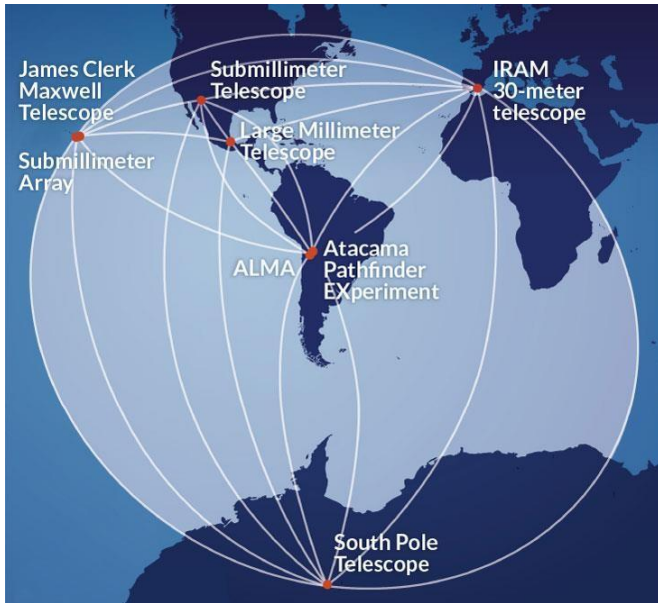 James Clerk
Maxwell
Telescope
Submillimeter
Array
Submillimeter
Telescope
Large Millimeter
Telescope
IRAM
30-meter
telescope
ALMA
Atacama
Pathfinder
EXperiment
South Pole
Telescope